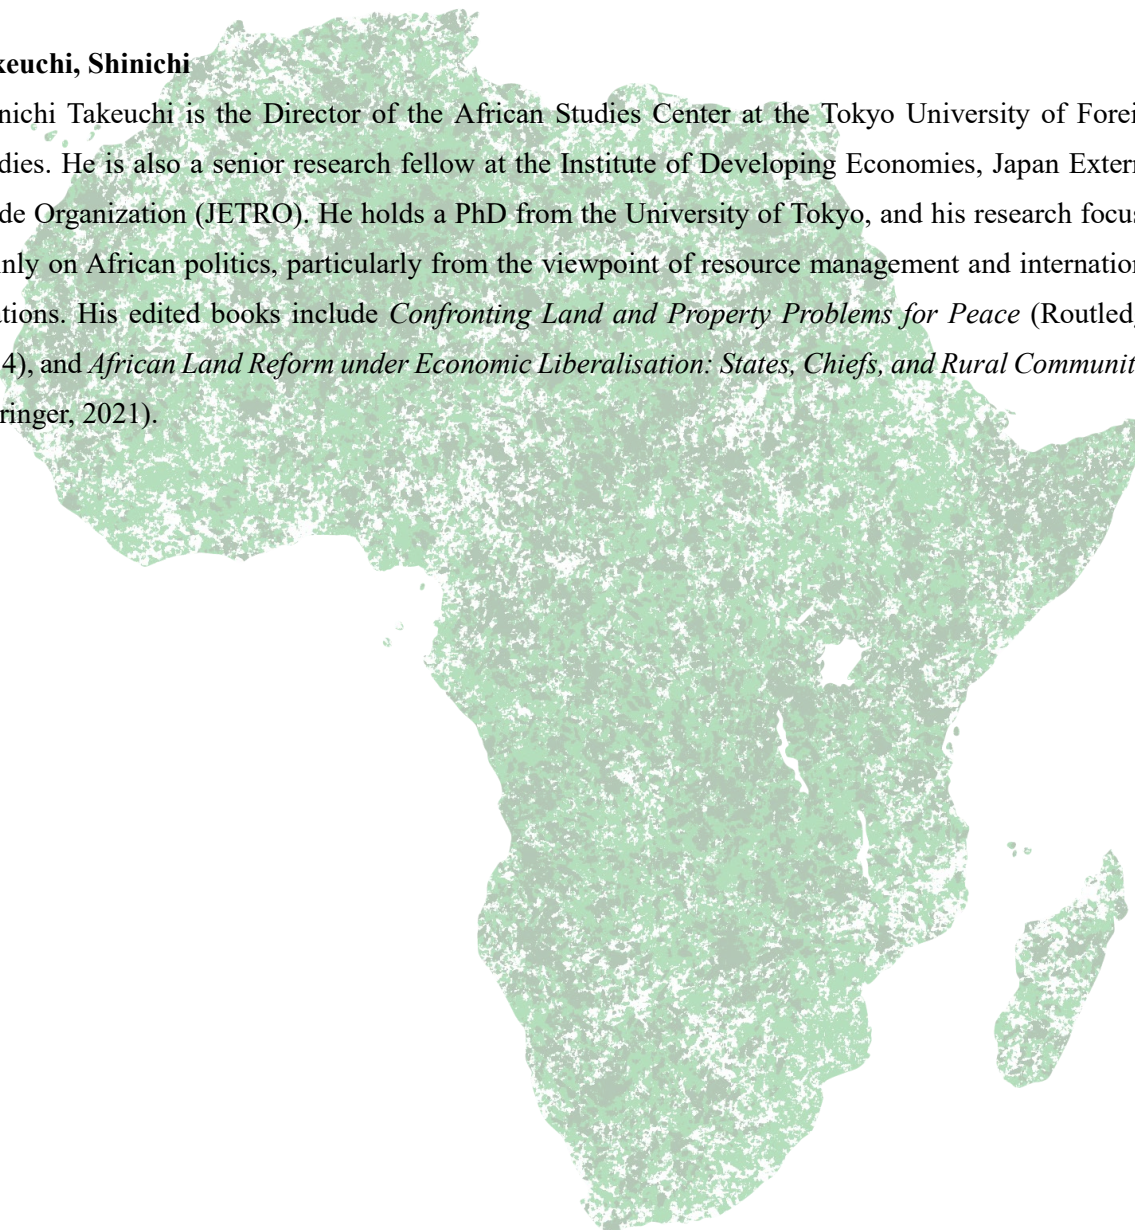 keuchi, Shinichi
nichi Takeuchi is the Director of the African Studies Center at the Tokyo University of Forei
dies. He is also a senior research fellow at the Institute of Developing Economies, Japan Extern
de Organization (JETRO). He holds a PhD from the University of Tokyo, and his research focus
inly on African politics, particularly from the viewpoint of resource management and internation
ations. His edited books include Confronting Land and Property Problems for Peace (Routledg
4), and African Land Reform under Economic Liberalisation: States, Chiefs, and Rural Communit
ringer, 2021).